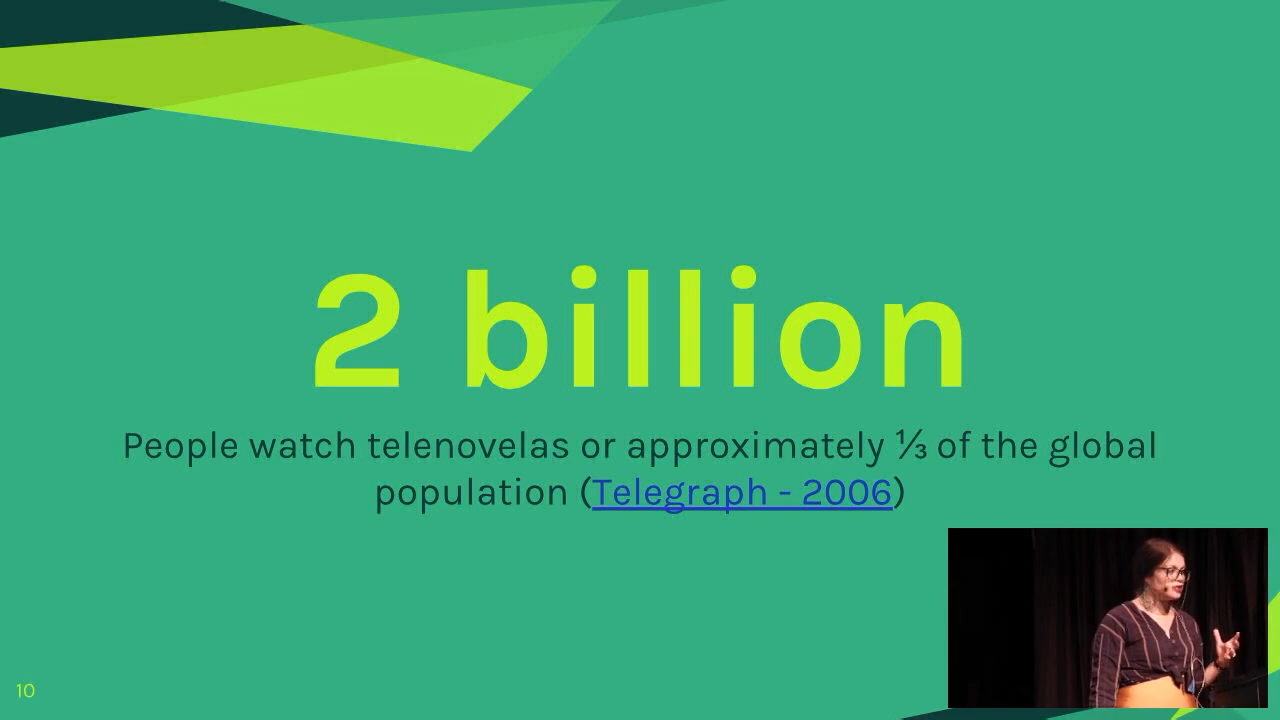 2 billion
People watch telenovelas or approximately ⅓ of the global
population (Telegraph - 2006)
10